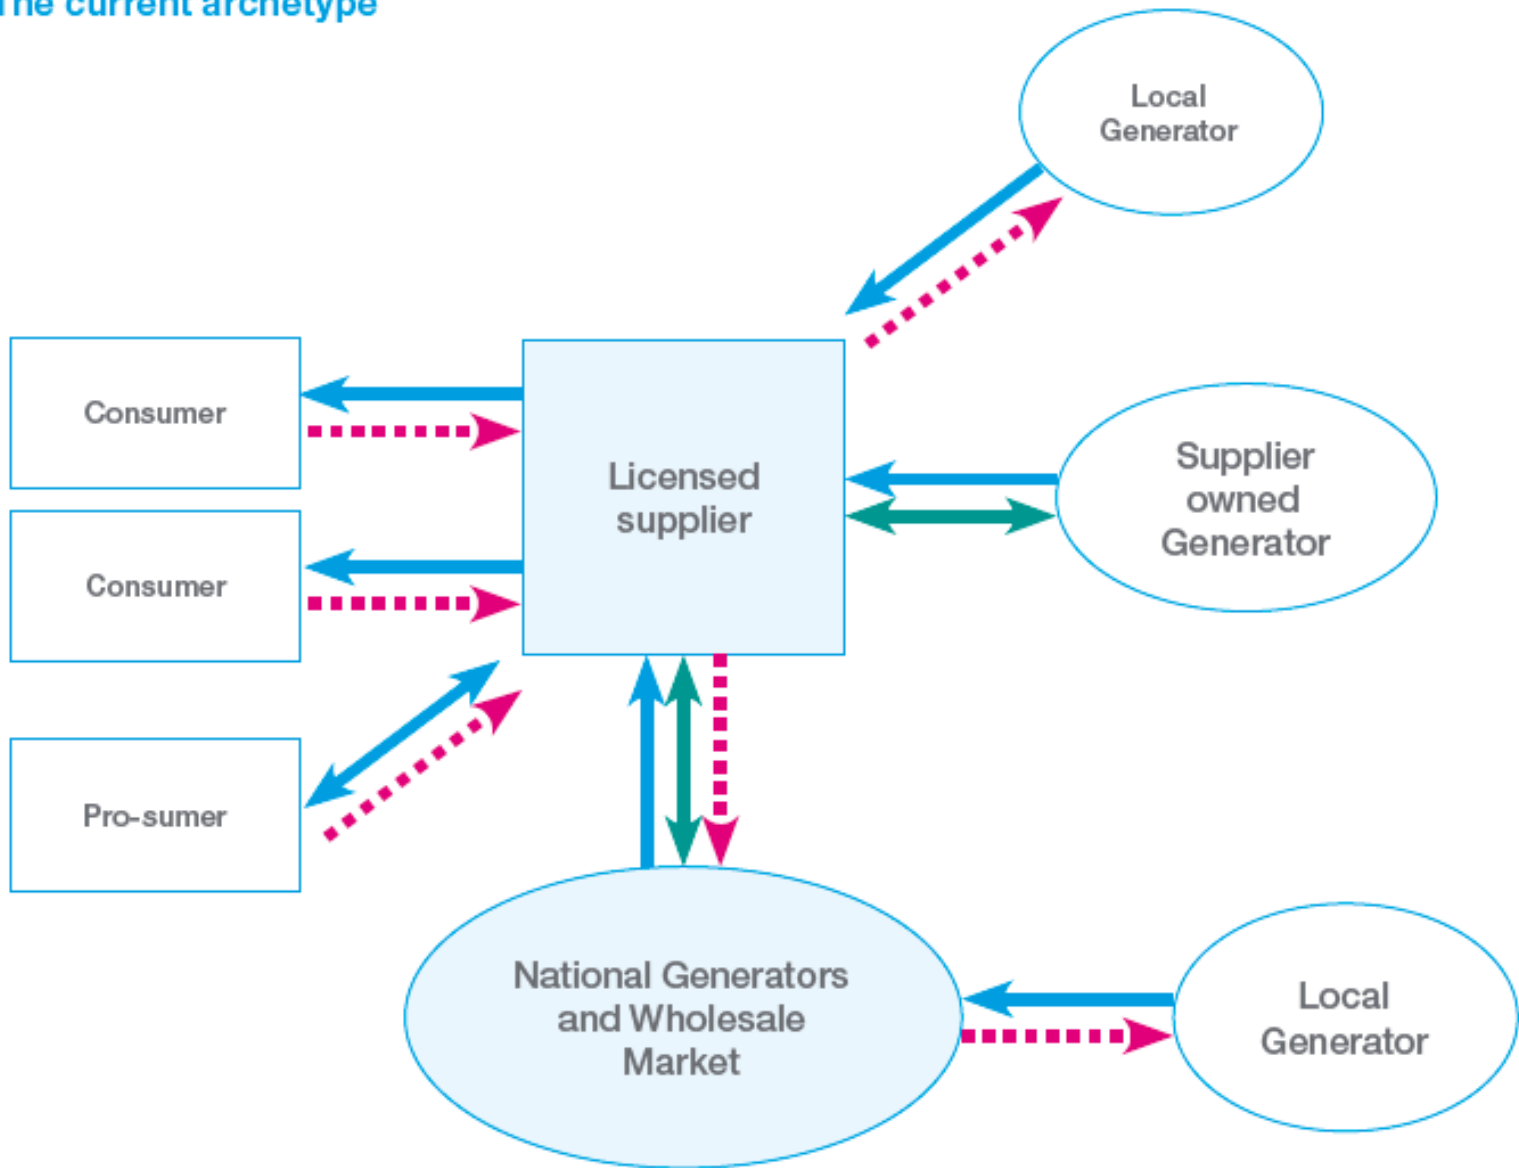 The current archetype
Local
Generator
Consumer
Licensed
supplier
Supplier
owned
Generator
Consumer
Pro-sumer
National Generators
and Wholesale
Market
Local
Generator